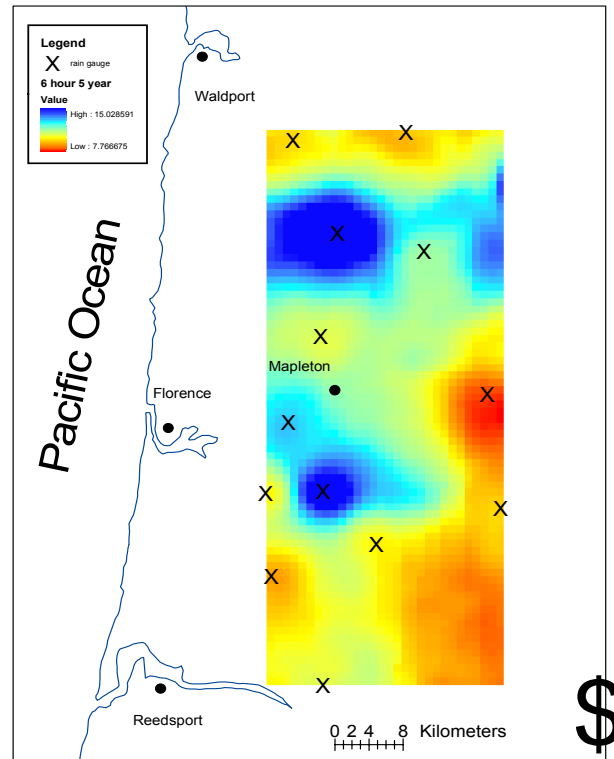 Legend
X rain gauge
6 hour 5 year
Value
High : 15.028591
Low : 7.766675
Waldport
X X
X
X
Pacific Ocean
X
Mapleton
Florence
X
X
X X
X
X
X
X
Reedsport
0 2 4 8 Kilometers
$